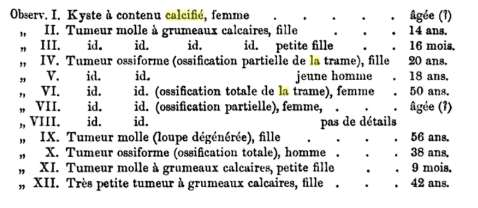 Observ. I. Kyste à contenu calcifié, femme . . . . . âgée (?)
„ II. Tumeur molle à grumeaux calcaires, fille . . . 14 ans.
„ III. id. id. id. id. petite fille . . 16 mois.
„ IV. Tumeur ossiforme (ossification partielle de la trame), fille 20 ans.
„ V. id. id. jeune homme . 18 ans.
„ VI. id. id. (ossification totale de la trame), femme . 50 ans.
„ VII. id. id. (ossification partielle), femme, . . . âgée (?)
„ VIII. id. id. pas de détails
„ IX. Tumeur molle (loupe dégénérée), fille . . . . 56 ans.
„ X. Tumeur ossiforme (ossification totale), homme . . . 38 ans.
„ XI. Tumeur molle à grumeaux calcaires, petite fille . . 9 mois.
„ XII. Très petite tumeur à grumeaux calcaires, fille . . . 42 ans.